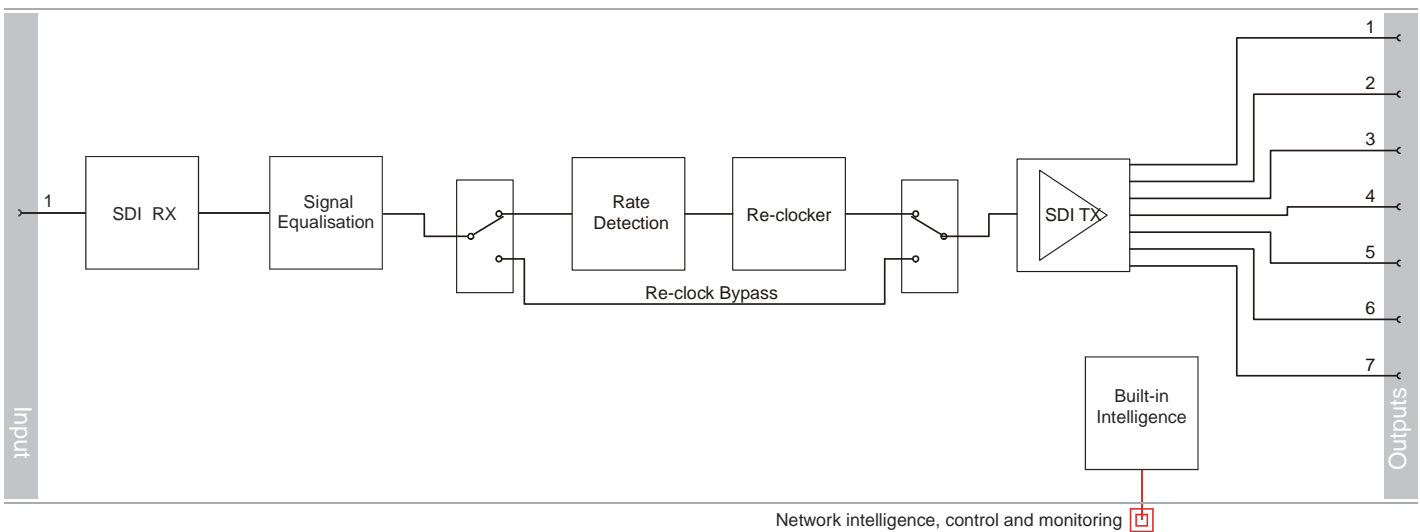 1
SDI RX
Signal
Equalisation
Rate
Detection
Re-clocker
Re-clock Bypass
SDI TX
1
2
3
4
5
6
7
Built-in
Intelligence
Input
Outputs
Network intelligence, control and monitoring